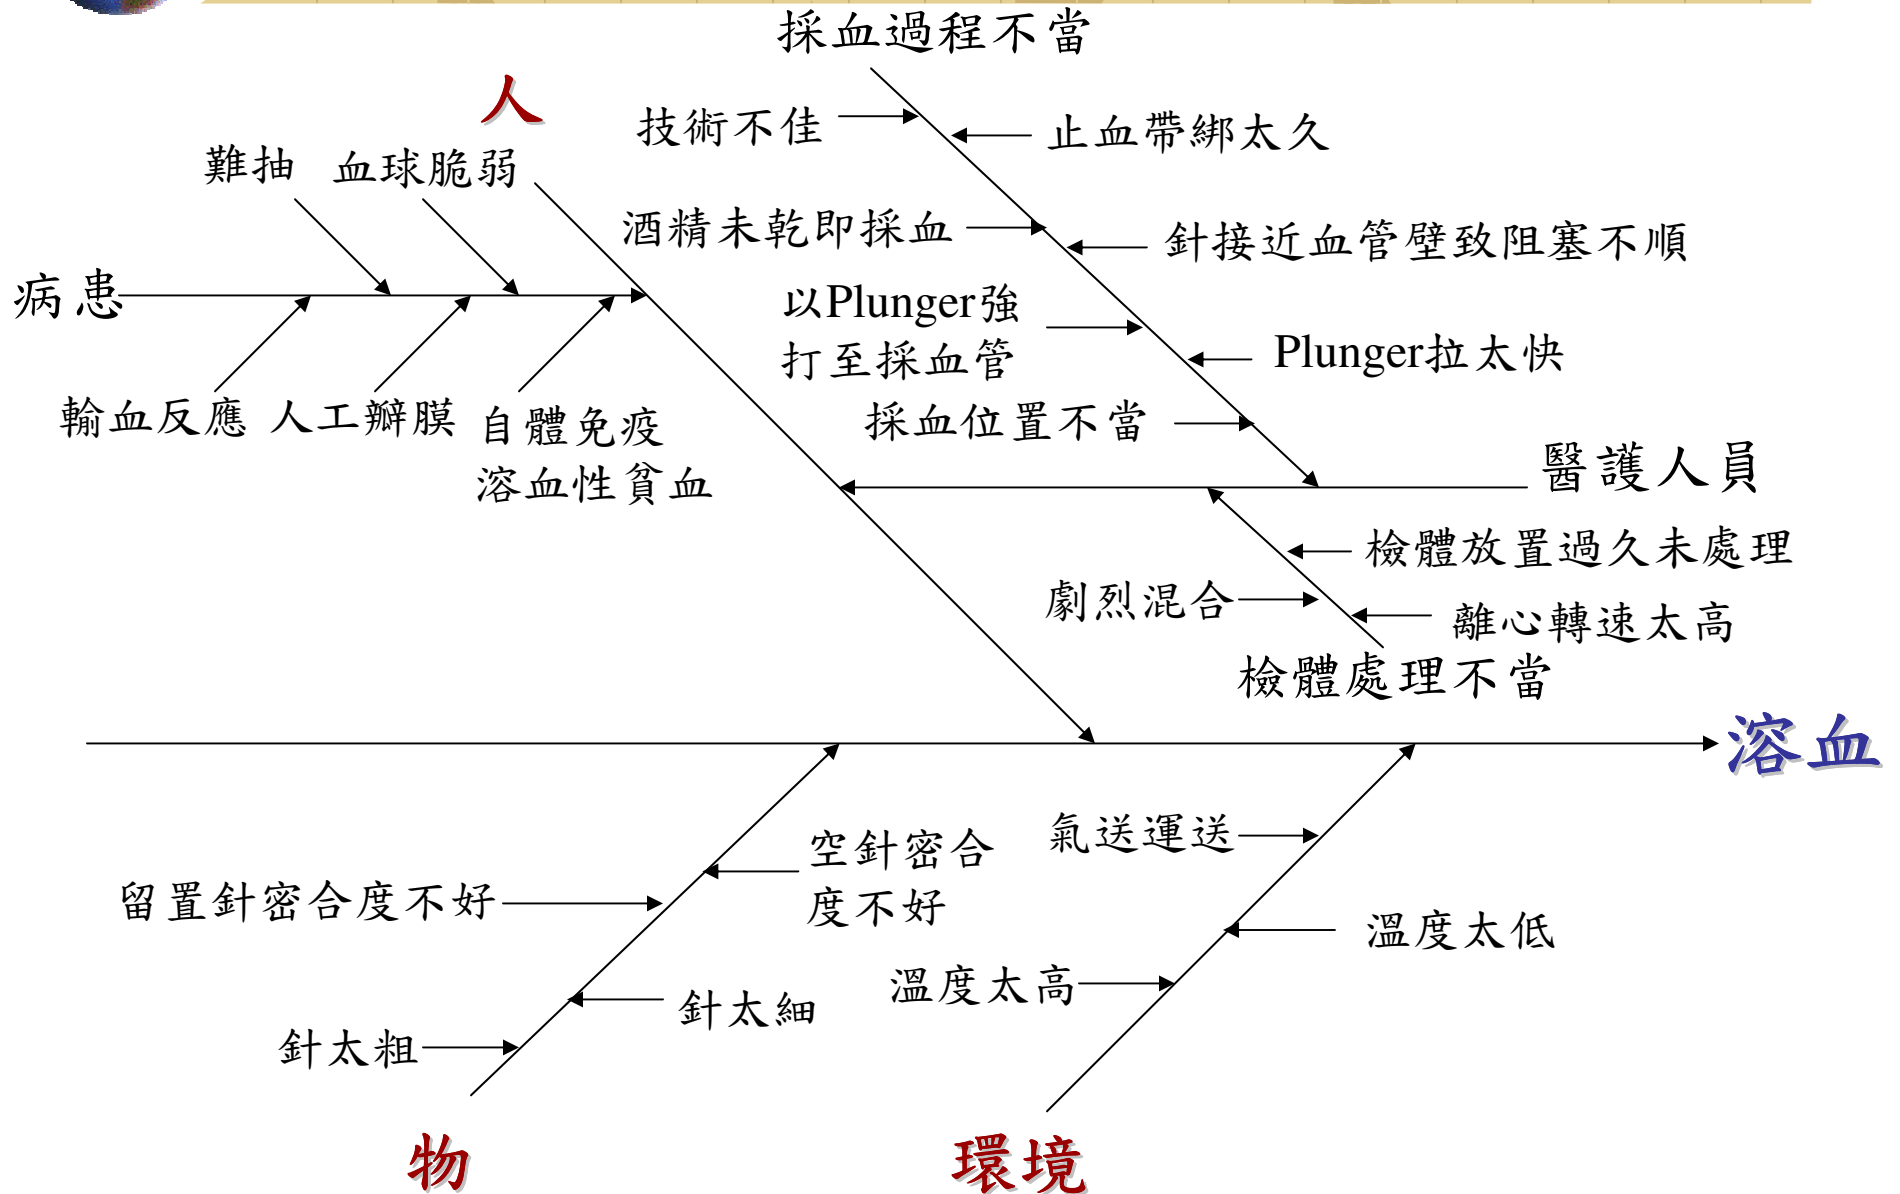 採血過程不當
人
技術不佳
止血帶綁太久
難抽
血球脆弱
酒精未乾即採血
針接近血管壁致阻塞不順
病患
以Plunger強
打至採血管
Plunger拉太快
輸血反應
人工瓣膜
自體免疫
溶血性貧血
採血位置不當
醫護人員
檢體放置過久未處理
劇烈混合
離心轉速太高
檢體處理不當
溶血
空針密合
度不好
氣送運送
留置針密合度不好
溫度太低
溫度太高
針太細
針太粗
物
環境